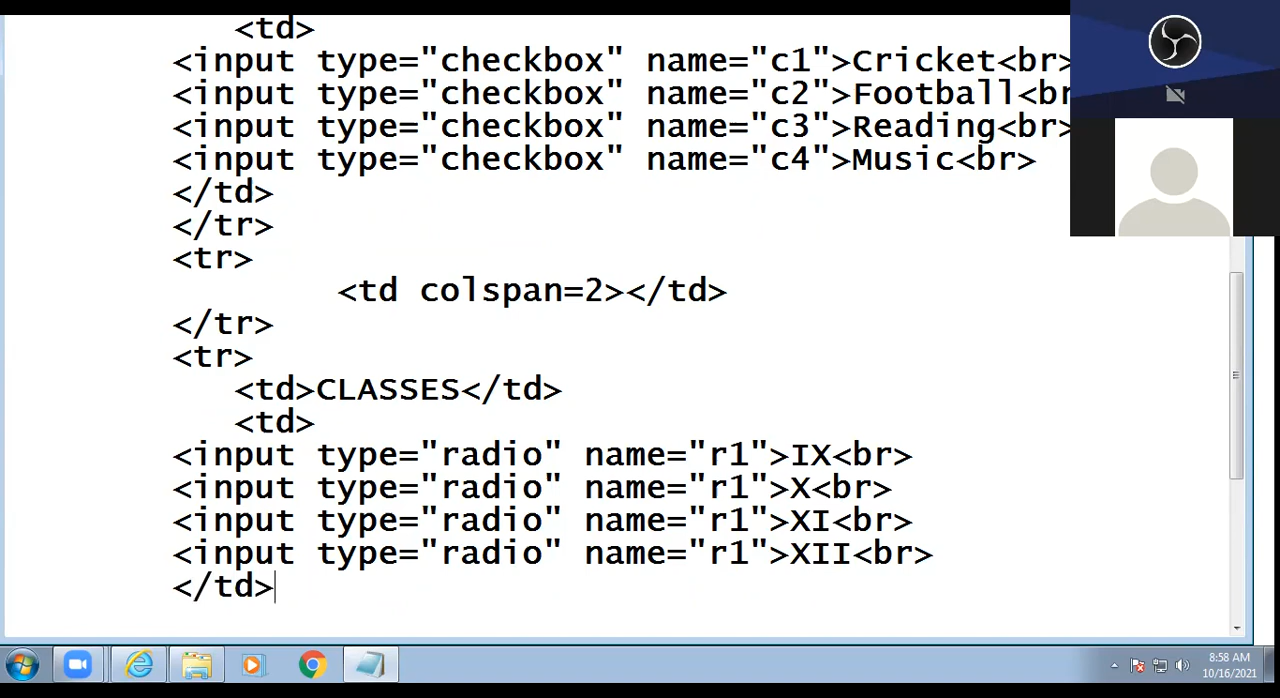 <td>
<input type="checkbox" name="c1">Cricket<br>
<input type="checkbox" name="c2">Football<br
<input type="checkbox" name="c3">Reading<br>
<input type="checkbox" name="c4">Music<br>
</td>
</tr>
<tr>
<td colspan=2></td>
</tr>
<tr>
<td>CLASSES</td>
<td>
<input type="radio" name="r1">IX<br>
<input type="radio" name="r1">X<br>
<input type="radio" name="r1">XI<br>
<input type="radio" name="r1">XII<br>
</td>
8:58 AM
10/16/2021